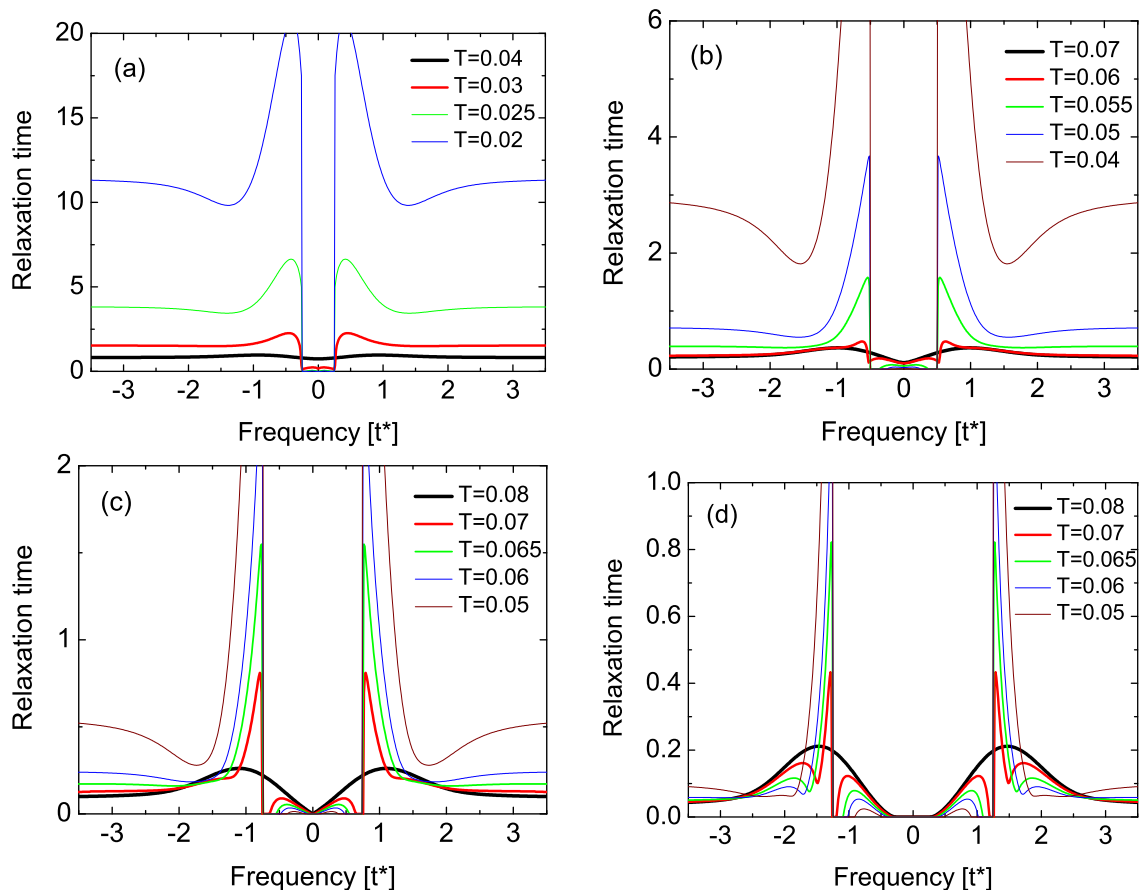 (a)
T=0.04
T=0.03
T=0.025
T=0.02
Relaxation time
20
15
10
5
0
-3 -2 -1 0 1 2 3
Frequency [t*]
(b)
T=0.07
T=0.06
T=0.055
T=0.05
T=0.04
Relaxation time
6
4
2
0
-3 -2 -1 0 1 2 3
Frequency [t*]
(c)
T=0.08
T=0.07
T=0.065
T=0.06
T=0.05
Relaxation time
2
1
0
-3 -2 -1 0 1 2 3
Frequency [t*]
(d)
T=0.08
T=0.07
T=0.065
T=0.06
T=0.05
Relaxation time
1.0
0.8
0.6
0.4
0.2
0.0
-3 -2 -1 0 1 2 3
Frequency [t*]